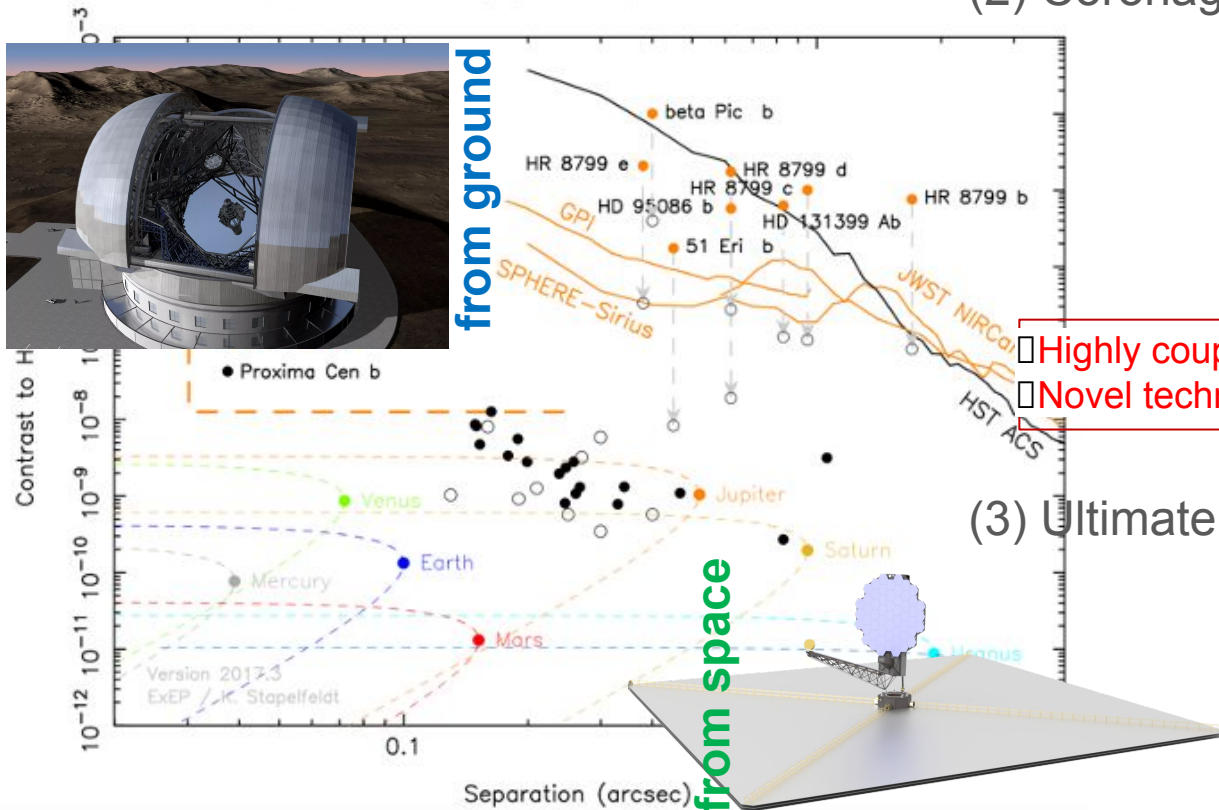 (2) Coronag
10⁻³
from ground
beta Pic b
HR 8799 e
HR 8799 d
HR 8799 c
HR 8799 b
HD 95086 b
HD 131399 Ab
GPI
51 Eri b
SPHERE-Sirius
JWST NIRCam
Highly coup
Novel techn
HST ACS
Contrast to H
Proxima Cen b
10⁻⁸
10⁻⁹
Venus
Jupiter
(3) Ultimate
10⁻¹⁰
Earth
Saturn
Mercury
10⁻¹¹
Mars
Uranus
from space
Version 2017.3
ExEP / K. Stapelfeldt
10⁻¹²
0.1
Separation (arcsec)